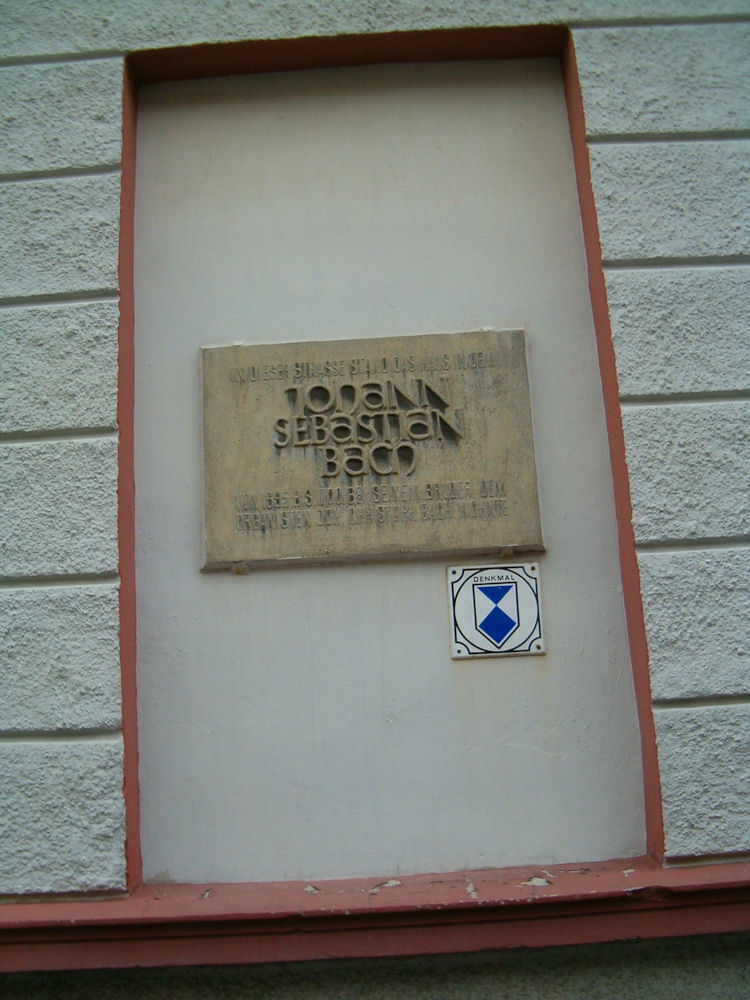 IN DIESER STRASSE STAND DAS HAUS IN DEM
JOHANN
SEBASTIAN
BACH
VON 1695 BIS 1700 BEI SEINEM BRUDER DEM
ORGANISTEN JOH. CHRISTOPH BACH WOHNTE
DENKMAL